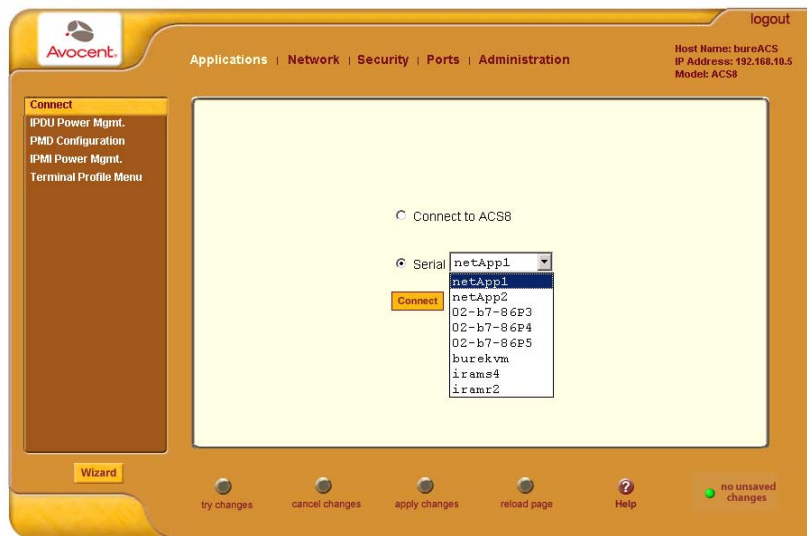 logout
Avocent.
Applications | Network | Security | Ports | Administration
Host Name: bureACS
IP Address: 192.168.10.5
Model: ACS8
Connect
IPDU Power Mgmt.
PMD Configuration
IPMI Power Mgmt.
Terminal Profile Menu
Connect to ACS8
Serial netApp1
netApp1
netApp2
02-b7-86P3
02-b7-86P4
02-b7-86P5
burekvm
irams4
iramr2
Connect
Wizard
try changes
cancel changes
apply changes
reload page
? Help
no unsaved changes